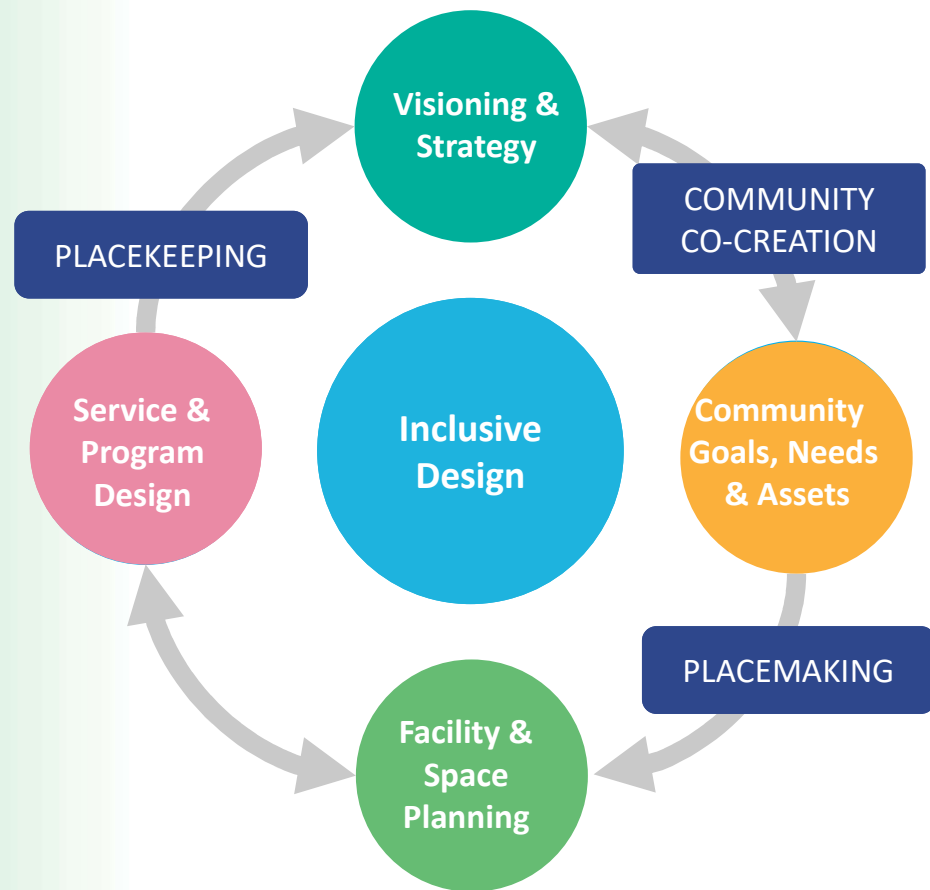 Visioning &
Strategy
COMMUNITY
CO-CREATION
PLACEKEEPING
Service &
Program
Design
Inclusive
Design
Community
Goals, Needs
& Assets
PLACEMAKING
Facility &
Space
Planning